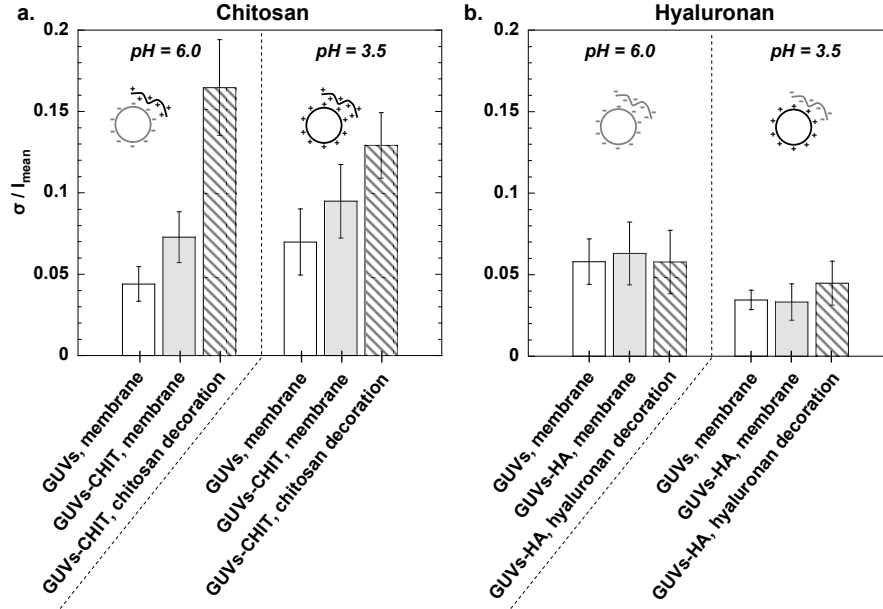 a.
Chitosan
0.2
0.15
0.1
0.05
0
σ / Imean
pH = 6.0
pH = 3.5
GUVs, membrane
GUVs-CHIT, membrane
GUVs-CHIT, chitosan decoration
GUVs, membrane
GUVs-CHIT, membrane
GUVs-CHIT, chitosan decoration
b.
Hyaluronan
0.2
0.15
0.1
0.05
0
pH = 6.0
pH = 3.5
GUVs, membrane
GUVs-HA, membrane
GUVs-HA, hyaluronan decoration
GUVs, membrane
GUVs-HA, membrane
GUVs-HA, hyaluronan decoration